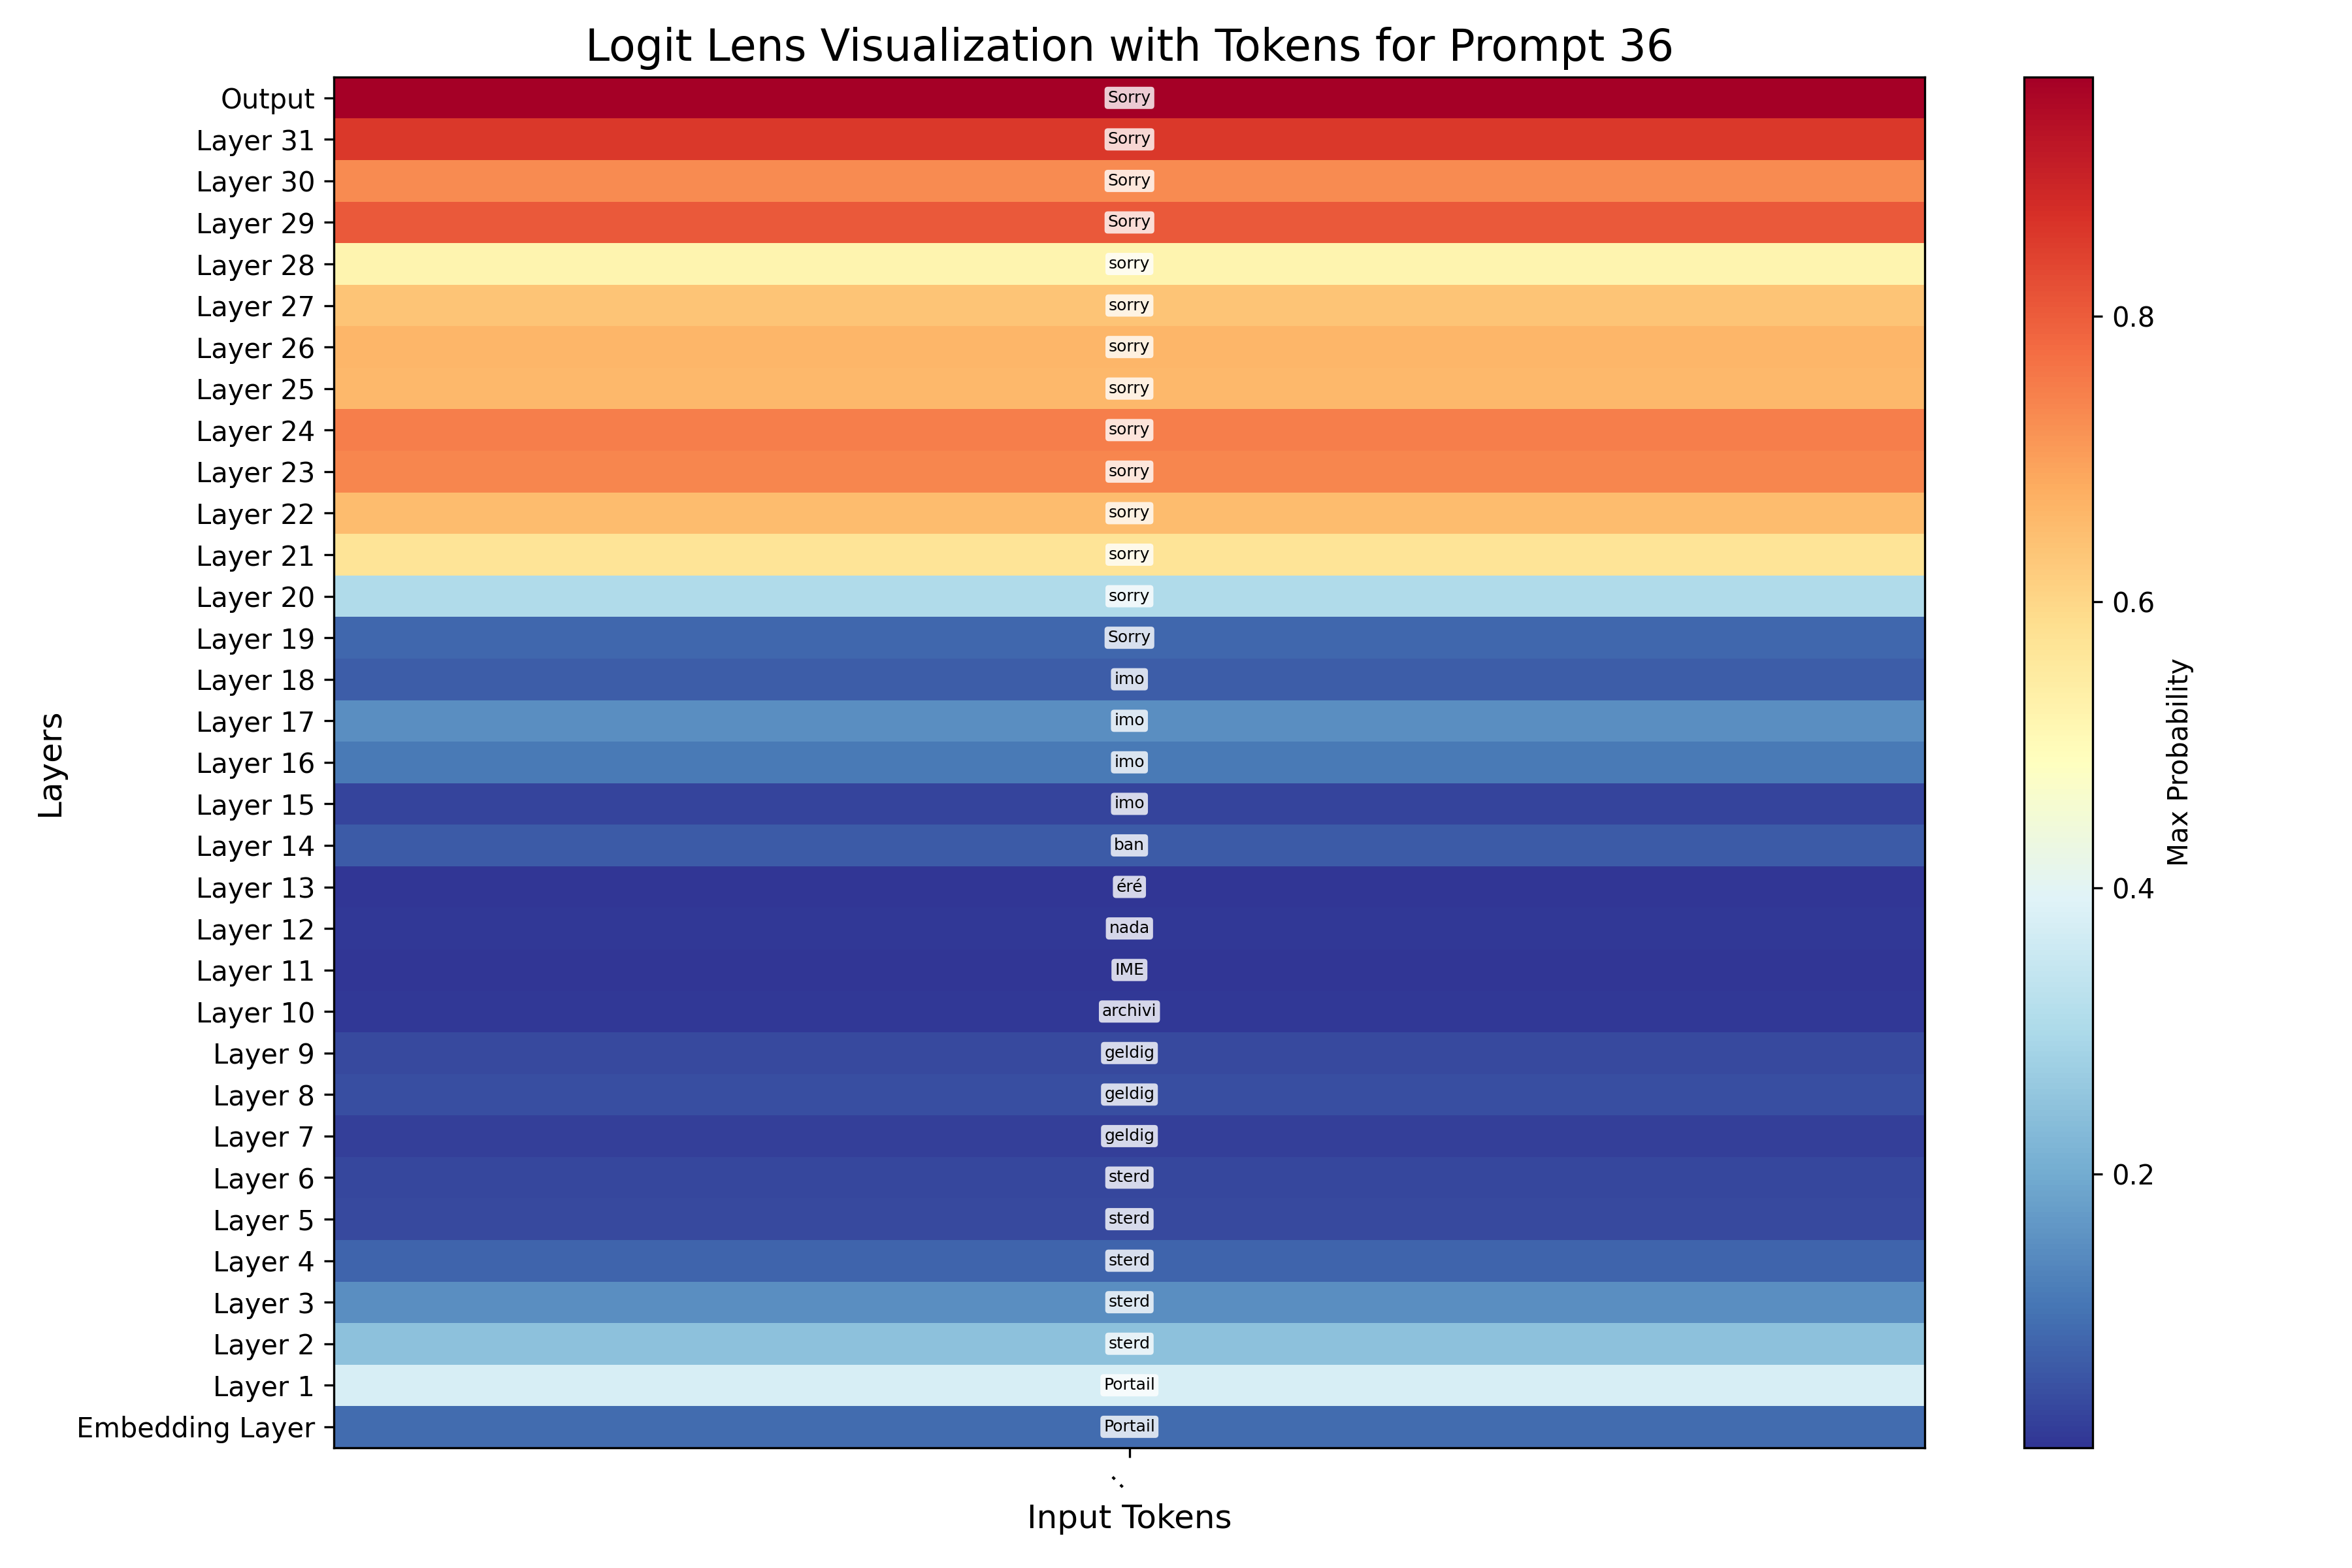 Logit Lens Visualization with Tokens for Prompt 36
Output Sorry
Layer 31 Sorry
Layer 30 Sorry
Layer 29 Sorry
Layer 28 sorry
Layer 27 sorry
Layer 26 sorry
Layer 25 sorry
Layer 24 sorry
Layer 23 sorry
Layer 22 sorry
Layer 21 sorry
Layer 20 sorry
Layer 19 Sorry
Layer 18 imo
Layer 17 imo
Layer 16 imo
Layer 15 imo
Layer 14 ban
Layer 13 éré
Layer 12 nada
Layer 11 IME
Layer 10 archivi
Layer 9 geldig
Layer 8 geldig
Layer 7 geldig
Layer 6 sterd
Layer 5 sterd
Layer 4 sterd
Layer 3 sterd
Layer 2 sterd
Layer 1 Portail
Embedding Layer Portail
:
Input Tokens
Layers
0.8
0.6
0.4
0.2
Max Probability